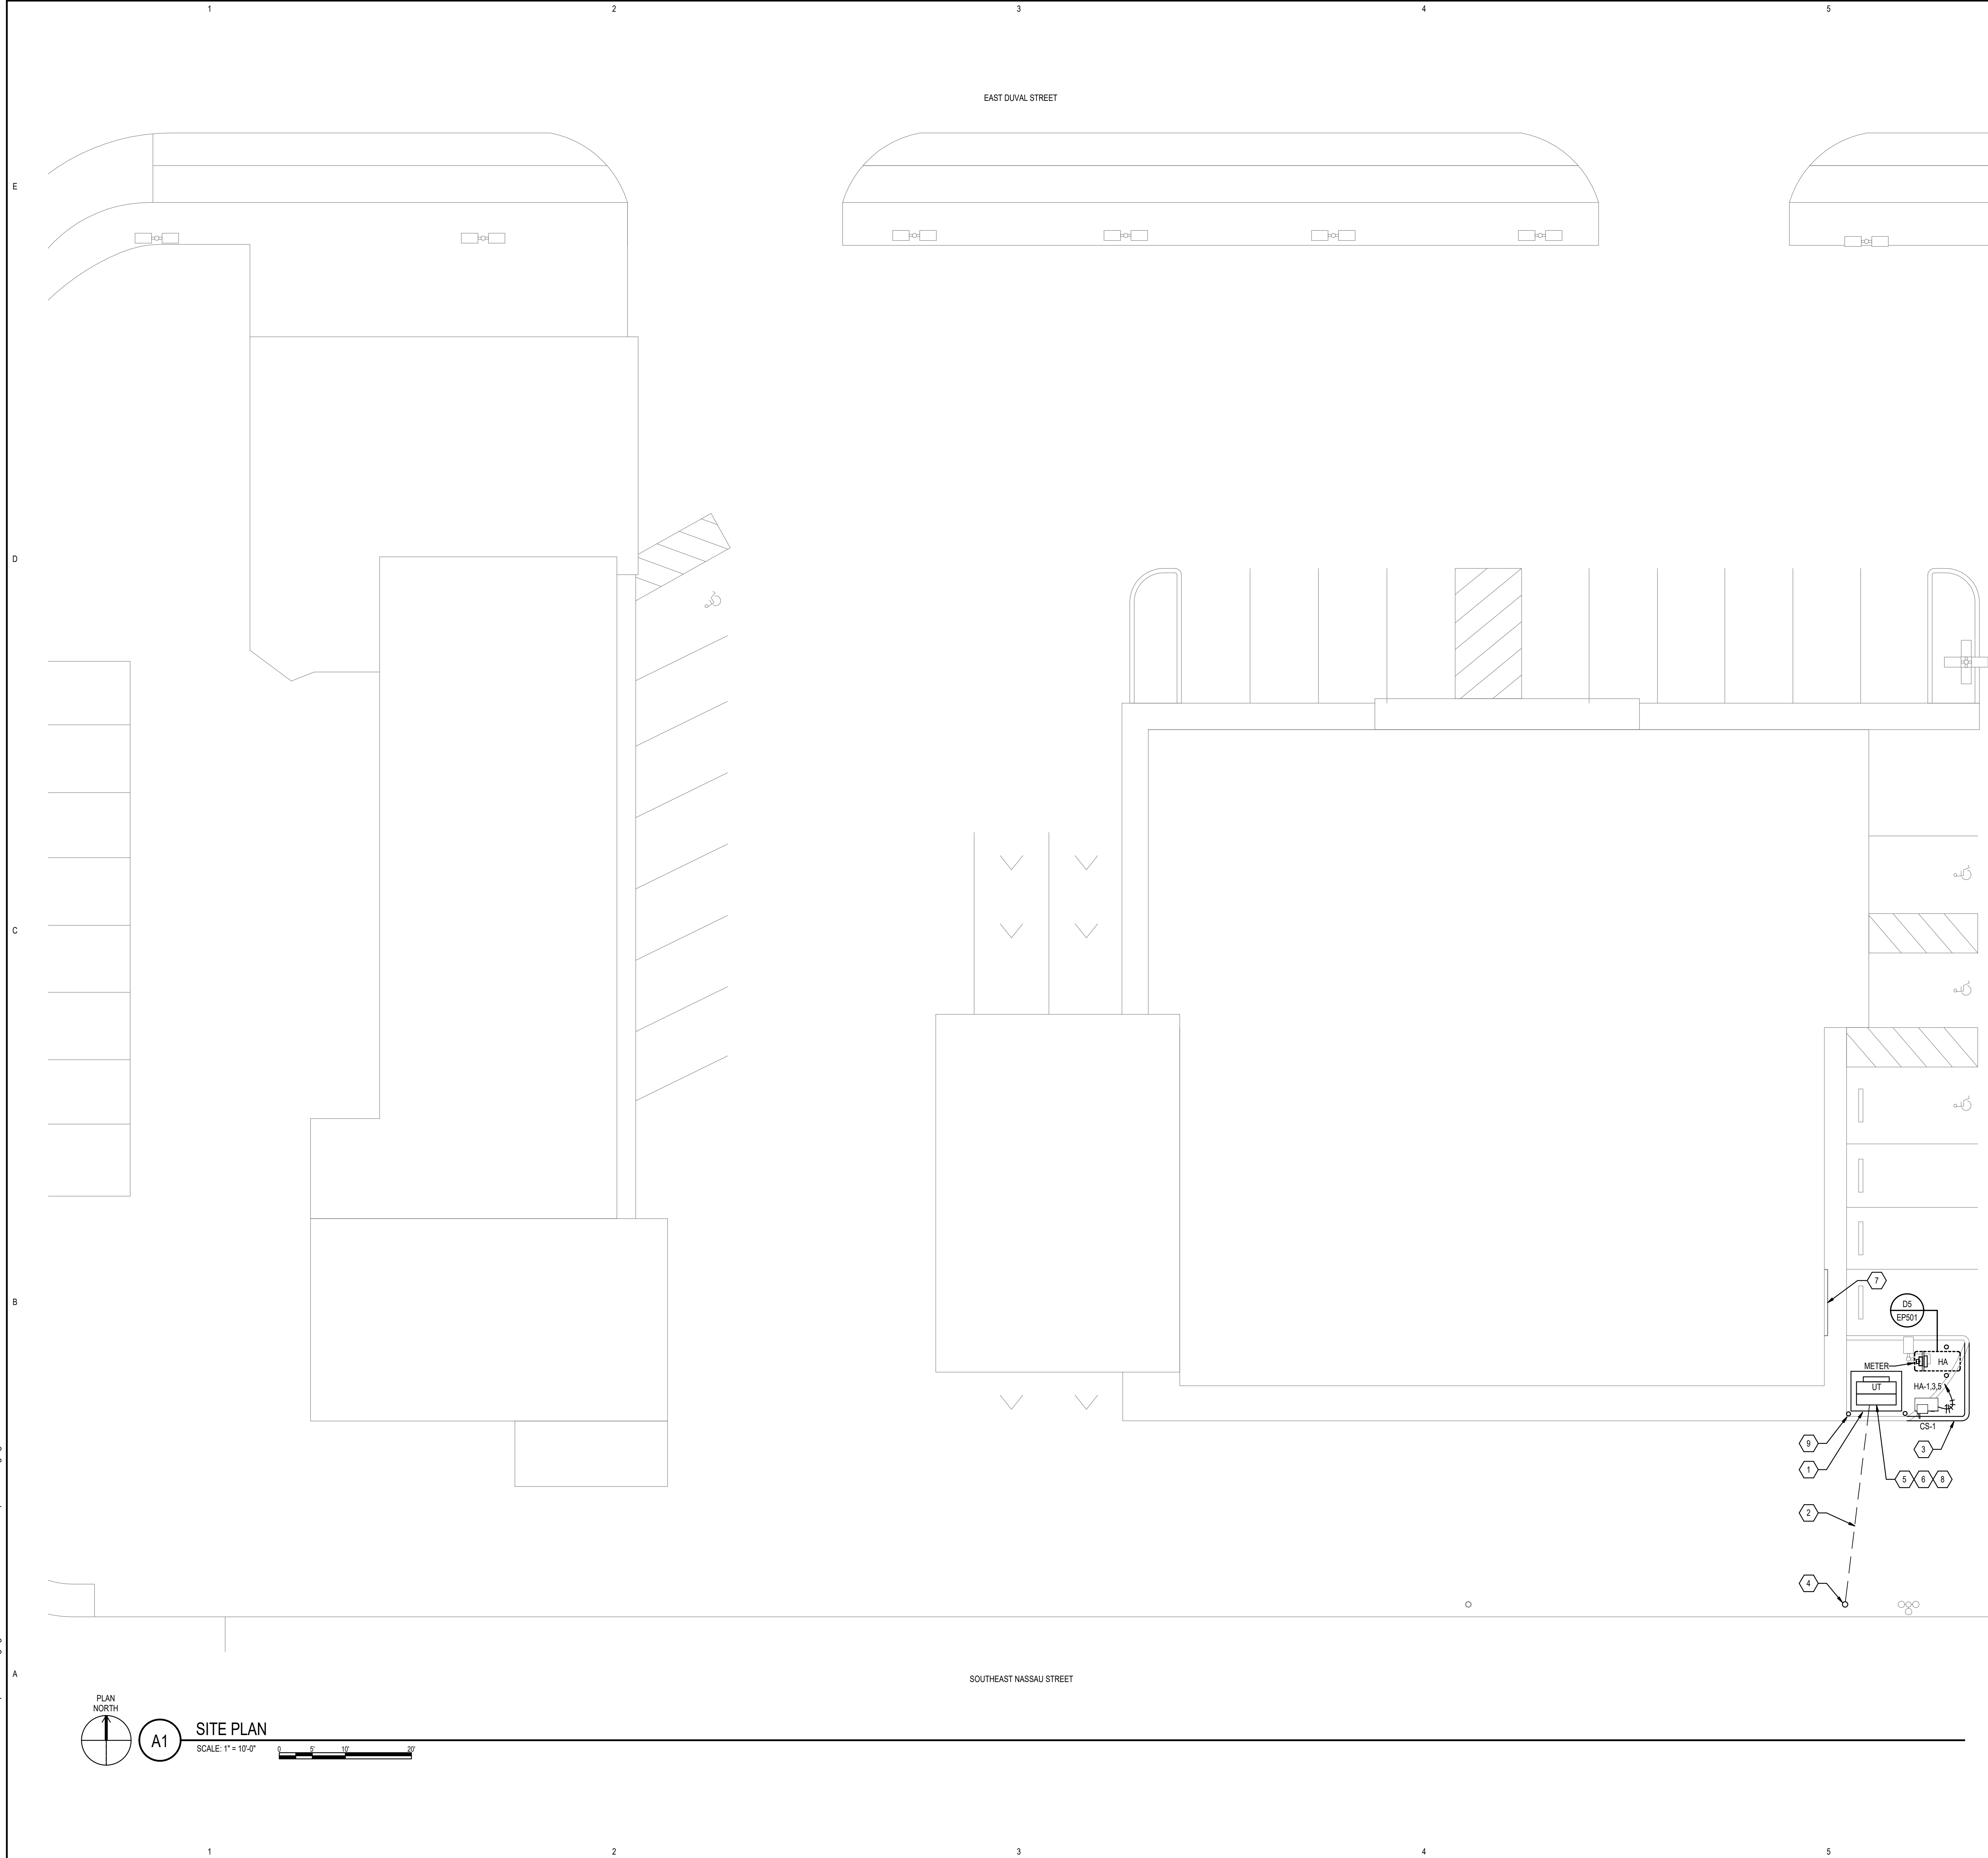 1 2 3 4 5
EAST DUVAL STREET
E
D
C
B
7
D5
EP501
METER
HA
UT
HA-1,3,5
CS-1
9
3
1
5 6 8
2
4
A
SOUTHEAST NASSAU STREET
PLAN
NORTH
A1
SITE PLAN
SCALE: 1" = 10'-0"
0 5' 10' 20'
1 2 3 4 5